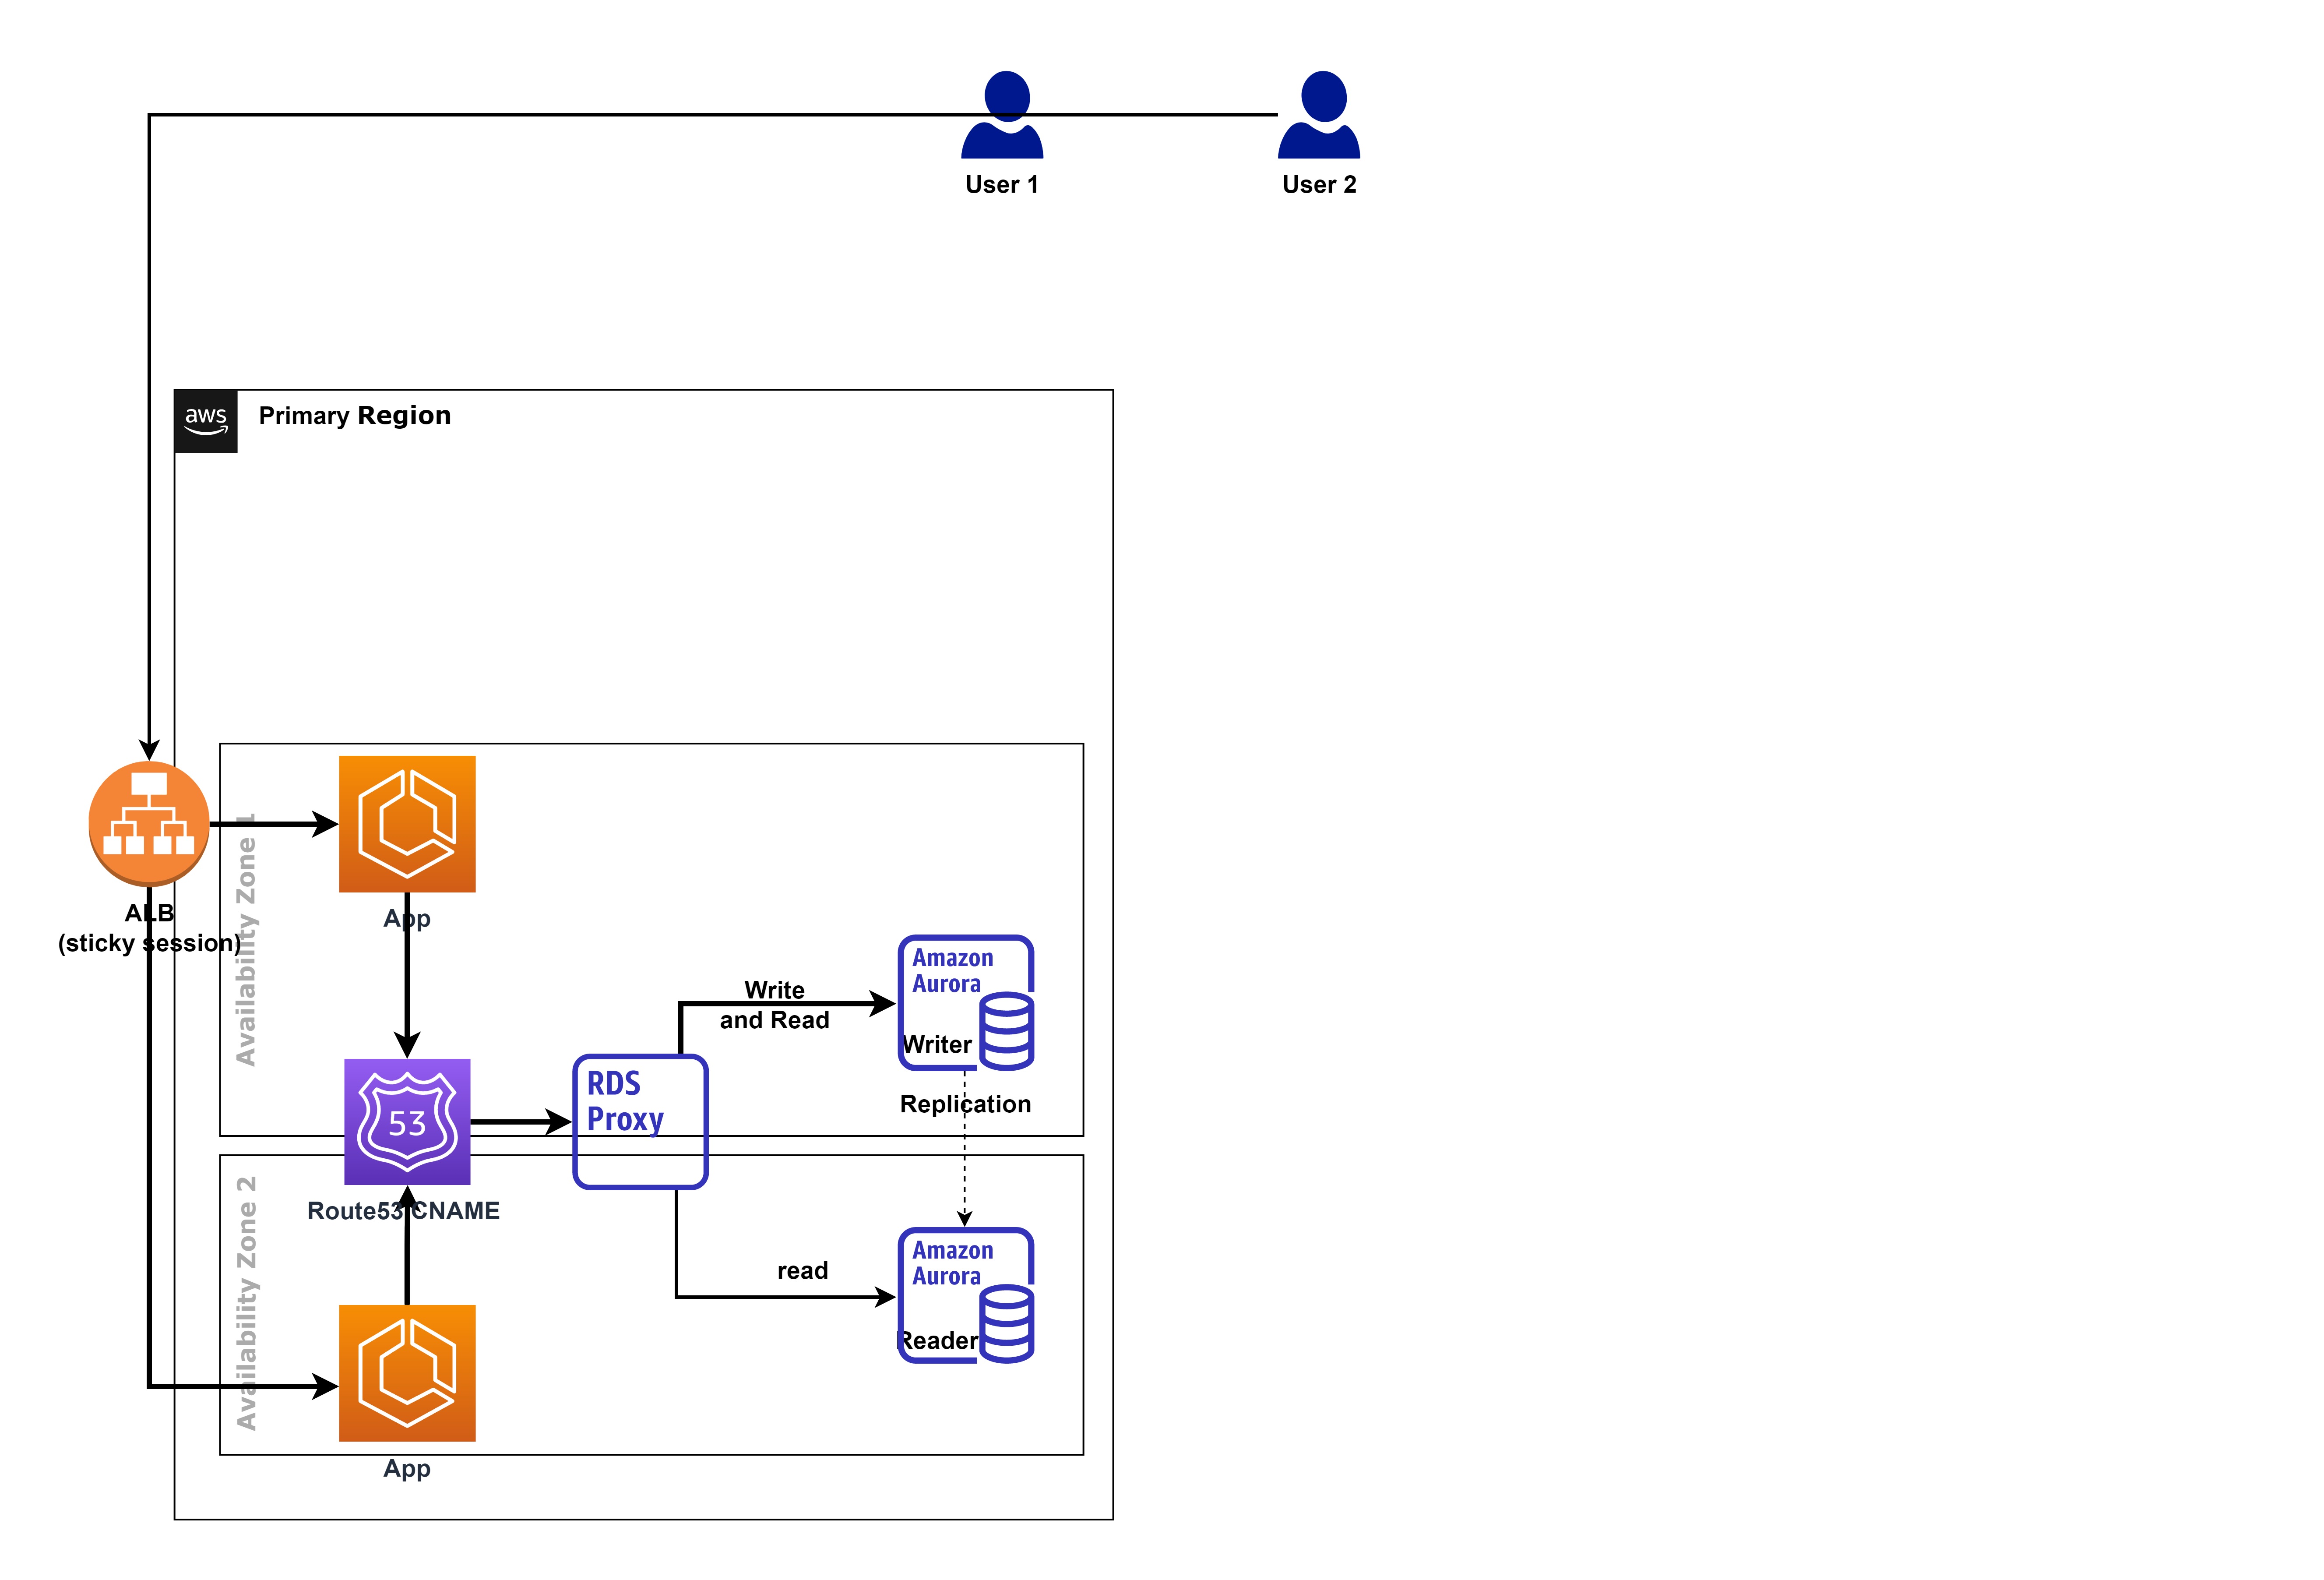 User 1
User 2
aws
Primary Region
Availability Zone 1
App
ALB
(sticky session)
Amazon
Aurora
Writer
Write
and Read
RDS
Proxy
Replication
53
Route53 CNAME
Availability Zone 2
Amazon
Aurora
Reader
read
App